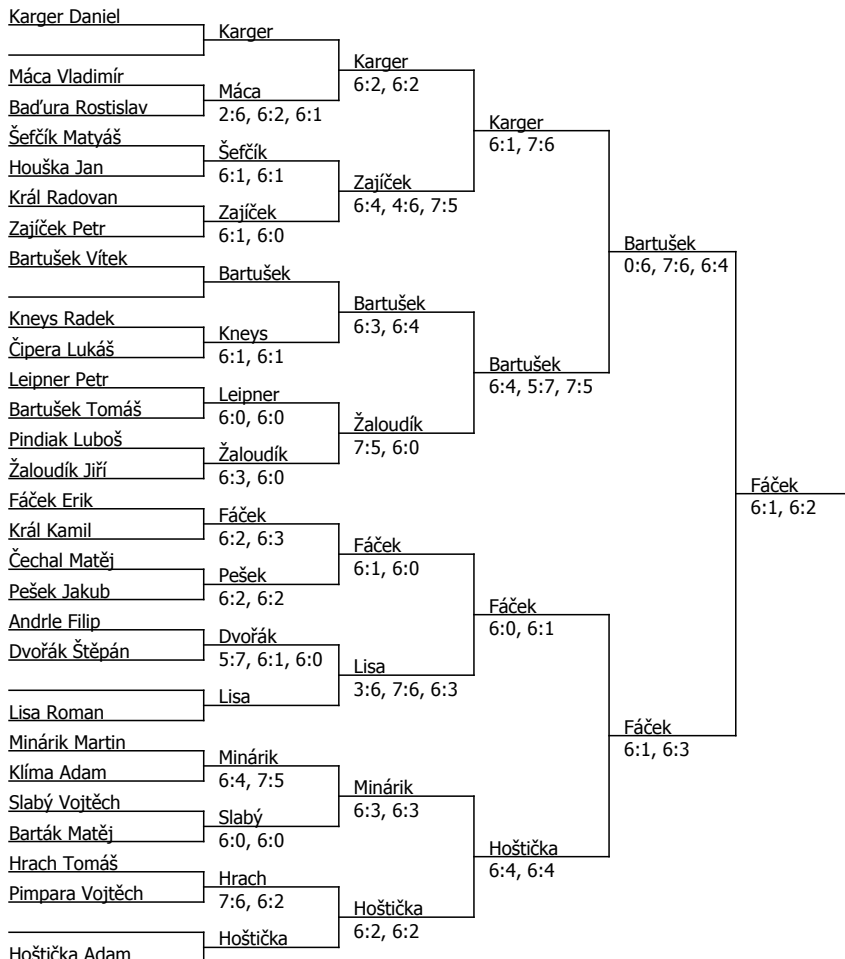 Karger Daniel
Máca Vladimír
Baďura Rostislav
Šefčík Matyáš
Houška Jan
Král Radovan
Zajíček Petr
Bartušek Vítek
Kneys Radek
Čipera Lukáš
Leipner Petr
Bartušek Tomáš
Pindiak Luboš
Žaloudík Jiří
Fáček Erik
Král Kamil
Čechal Matěj
Pešek Jakub
Andrle Filip
Dvořák Štěpán
Lisa Roman
Minárik Martin
Klíma Adam
Slabý Vojtěch
Barták Matěj
Hrach Tomáš
Pimpara Vojtěch
Hoštička Adam
Karger
Máca
2:6, 6:2, 6:1
Šefčík
6:1, 6:1
Zajíček
6:1, 6:0
Bartušek
Kneys
6:1, 6:1
Leipner
6:0, 6:0
Žaloudík
6:3, 6:0
Fáček
6:2, 6:3
Pešek
6:2, 6:2
Dvořák
5:7, 6:1, 6:0
Lisa
Minárik
6:4, 7:5
Slabý
6:0, 6:0
Hrach
7:6, 6:2
Hoštička
Karger
6:2, 6:2
Zajíček
6:4, 4:6, 7:5
Bartušek
6:3, 6:4
Žaloudík
7:5, 6:0
Fáček
6:1, 6:0
Lisa
3:6, 7:6, 6:3
Minárik
6:3, 6:3
Hoštička
6:2, 6:2
Karger
6:1, 7:6
Bartušek
6:4, 5:7, 7:5
Fáček
6:0, 6:1
Hoštička
6:4, 6:4
Bartušek
0:6, 7:6, 6:4
Fáček
6:1, 6:3
Fáček
6:1, 6:2